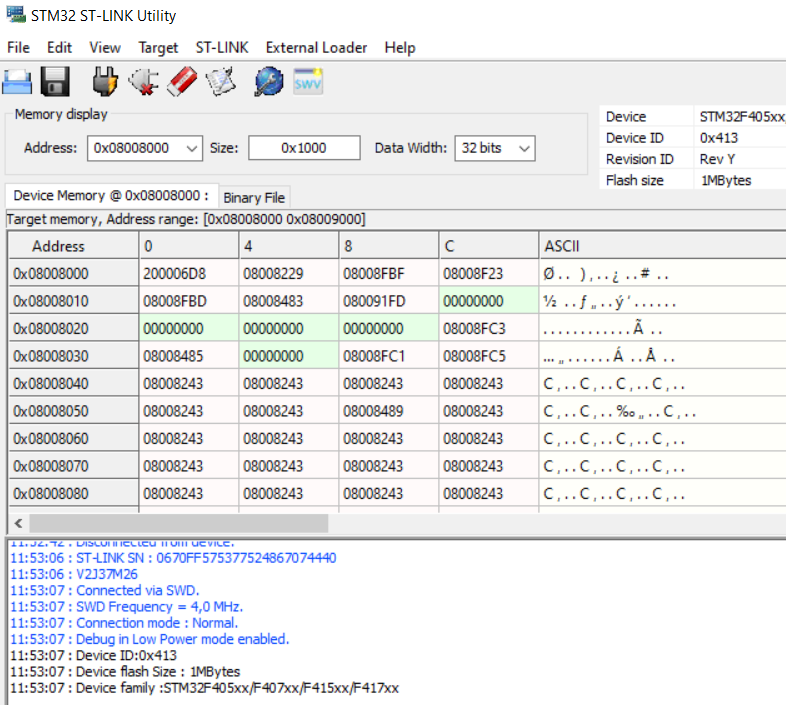 STM32 ST-LINK Utility
File Edit View Target ST-LINK External Loader Help
SWV
Memory display
Address: 0x08008000 Size: 0x1000 Data Width: 32 bits
Device STM32F405xx/
Device ID 0x413
Revision ID Rev Y
Flash size 1MBytes
Device Memory @ 0x08008000 : Binary File
Target memory, Address range: [0x08008000 0x08009000]
Address 0 4 8 C ASCII
0x08008000 200006D8 08008229 08008FBF 08008F23 Ø.. ),..¿ ..# ..
0x08008010 08008FBD 08008483 080091FD 00000000 ½ ..ƒ„..ý‘......
0x08008020 00000000 00000000 00000000 08008FC3 ............Ã ..
0x08008030 08008485 00000000 08008FC1 08008FC5 …„......Á ..Å ..
0x08008040 08008243 08008243 08008243 08008243 C,..C,..C,..C,..
0x08008050 08008243 08008243 08008489 08008243 C,..C,..‰„..C,..
0x08008060 08008243 08008243 08008243 08008243 C,..C,..C,..C,..
0x08008070 08008243 08008243 08008243 08008243 C,..C,..C,..C,..
0x08008080 08008243 08008243 08008243 08008243 C,..C,..C,..C,..
11:52:42 : Disconnected from device.
11:53:06 : ST-LINK SN : 0670FF575377524867074440
11:53:06 : V2J37M26
11:53:07 : Connected via SWD.
11:53:07 : SWD Frequency = 4,0 MHz.
11:53:07 : Connection mode : Normal.
11:53:07 : Debug in Low Power mode enabled.
11:53:07 : Device ID:0x413
11:53:07 : Device flash Size : 1MBytes
11:53:07 : Device family :STM32F405xx/F407xx/F415xx/F417xx